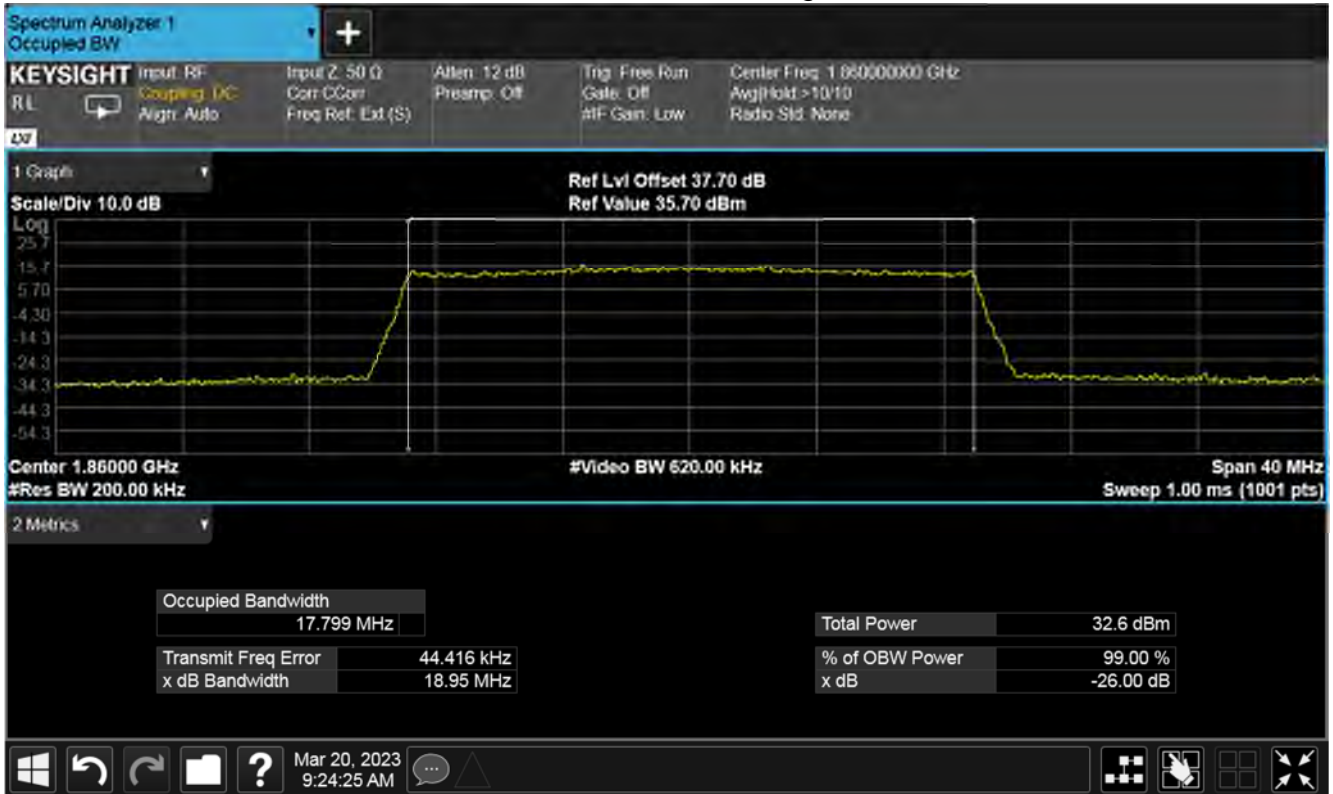 Spectrum Analyzer 1
Occupied BW
KEYSIGHT Input: RF Input Z: 50 Ω Atten: 12 dB Trig: Free Run Center Freq: 1.860000000 GHz
RL Coupling: DC Corr CCorr Preamp: Off Gate: Off Avg|Hold:>10/10
Align: Auto Freq Ref: Ext (S) #IF Gain: Low Radio Std: None
LXI
1 Graph
Ref Lvl Offset 37.70 dB
Scale/Div 10.0 dB Ref Value 35.70 dBm
Log
25.7
15.7
5.70
-4.30
-14.3
-24.3
-34.3
-44.3
-54.3
Center 1.86000 GHz #Video BW 620.00 kHz Span 40 MHz
#Res BW 200.00 kHz Sweep 1.00 ms (1001 pts)
2 Metrics
Occupied Bandwidth
17.799 MHz Total Power 32.6 dBm
Transmit Freq Error 44.416 kHz % of OBW Power 99.00 %
x dB Bandwidth 18.95 MHz x dB -26.00 dB
Mar 20, 2023
9:24:25 AM